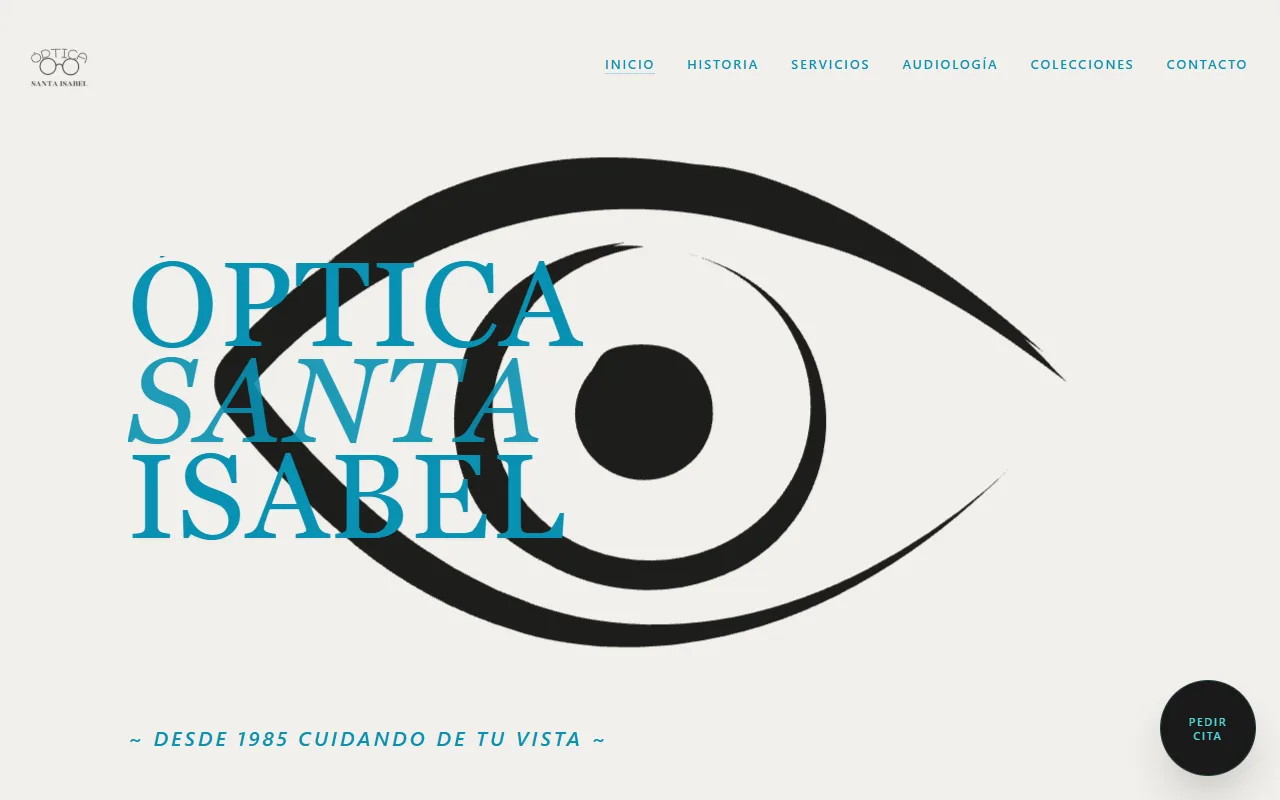 ÓPTICA
SANTA ISABEL
INICIO
HISTORIA
SERVICIOS
AUDIOLOGÍA
COLECCIONES
CONTACTO
ÓPTICA
SANTA
ISABEL
~ DESDE 1985 CUIDANDO DE TU VISTA ~
PEDIR
CITA